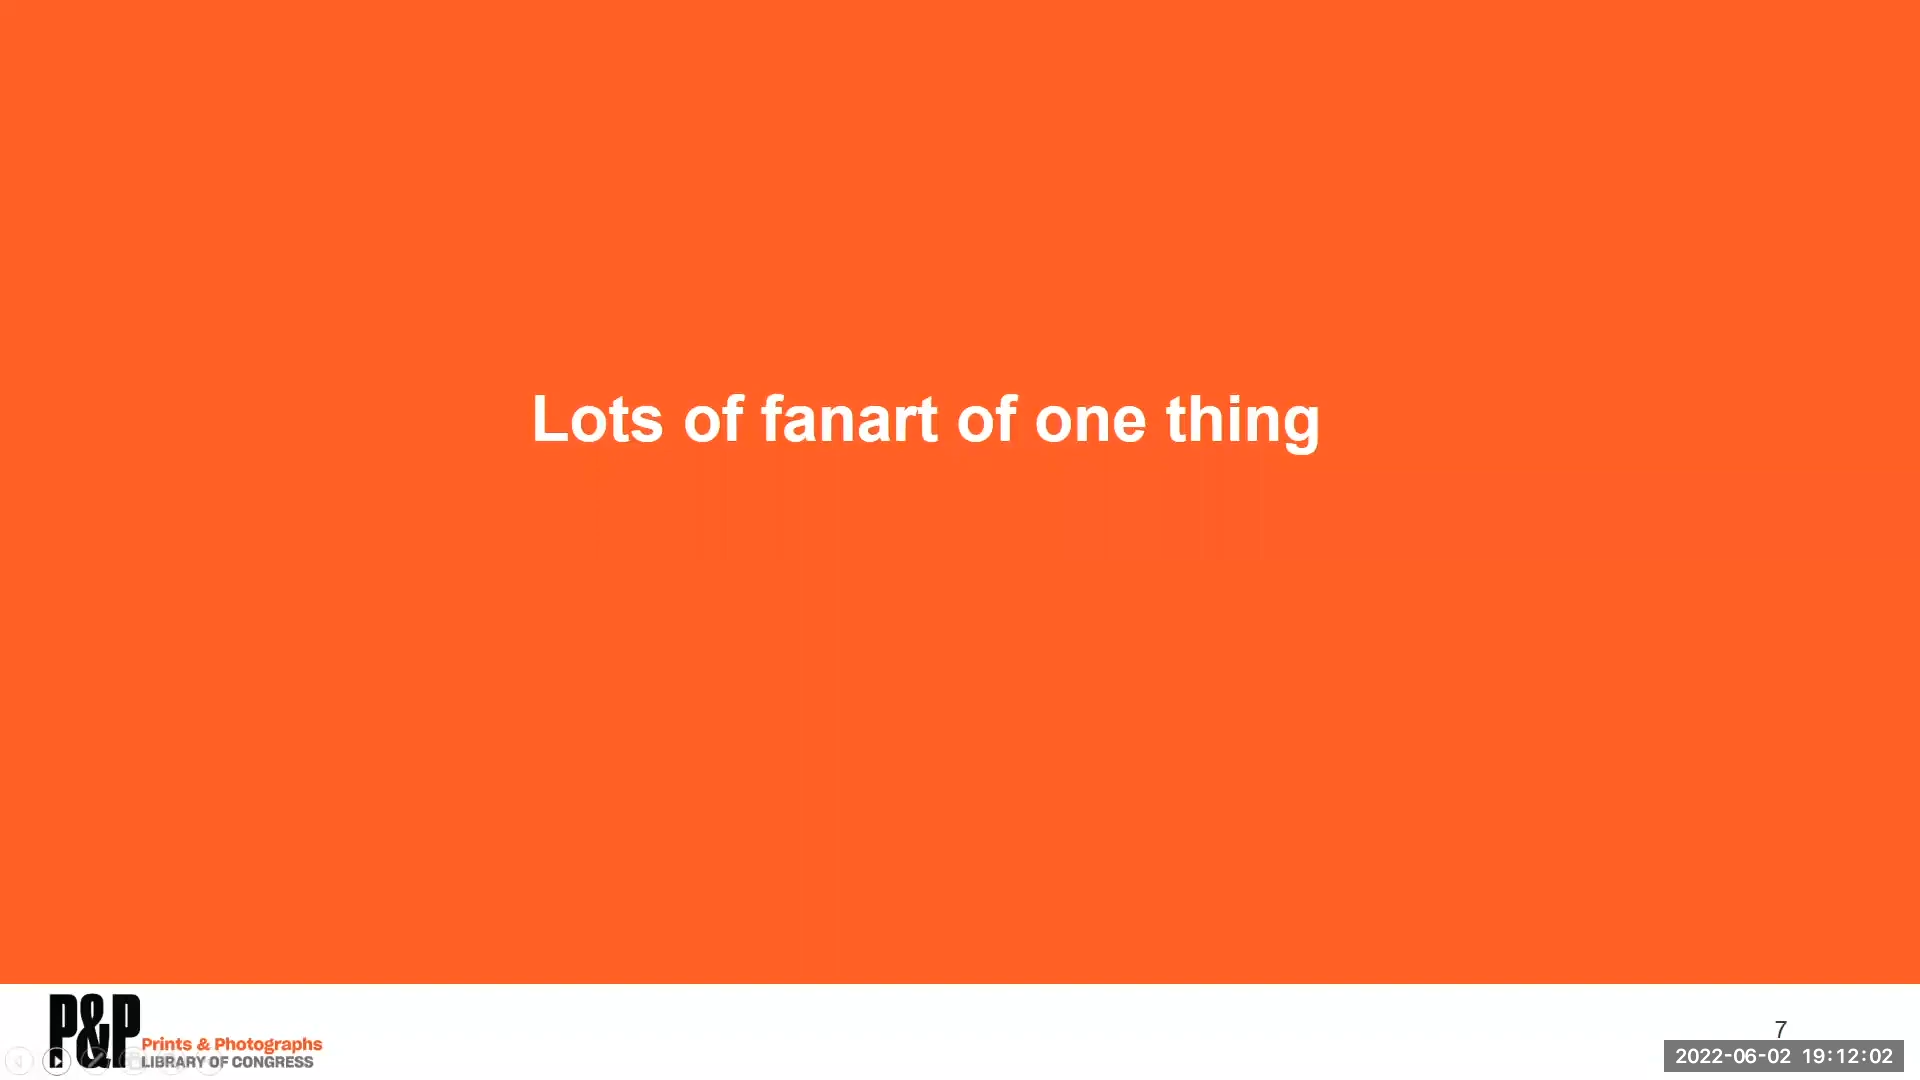 Lots of fanart of one thing
P&P
Prints & Photographs
LIBRARY OF CONGRESS
7
2022-06-02 19:12:02